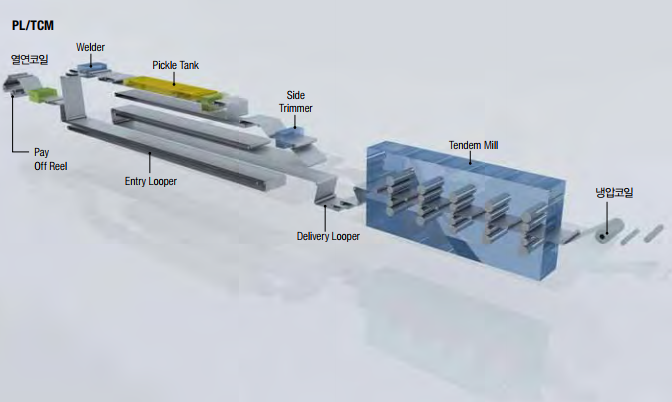 PL/TCM
열연코일
Welder
Pickle Tank
Side
Trimmer
Tendem Mill
Pay
Off Reel
Entry Looper
냉압코일
Delivery Looper